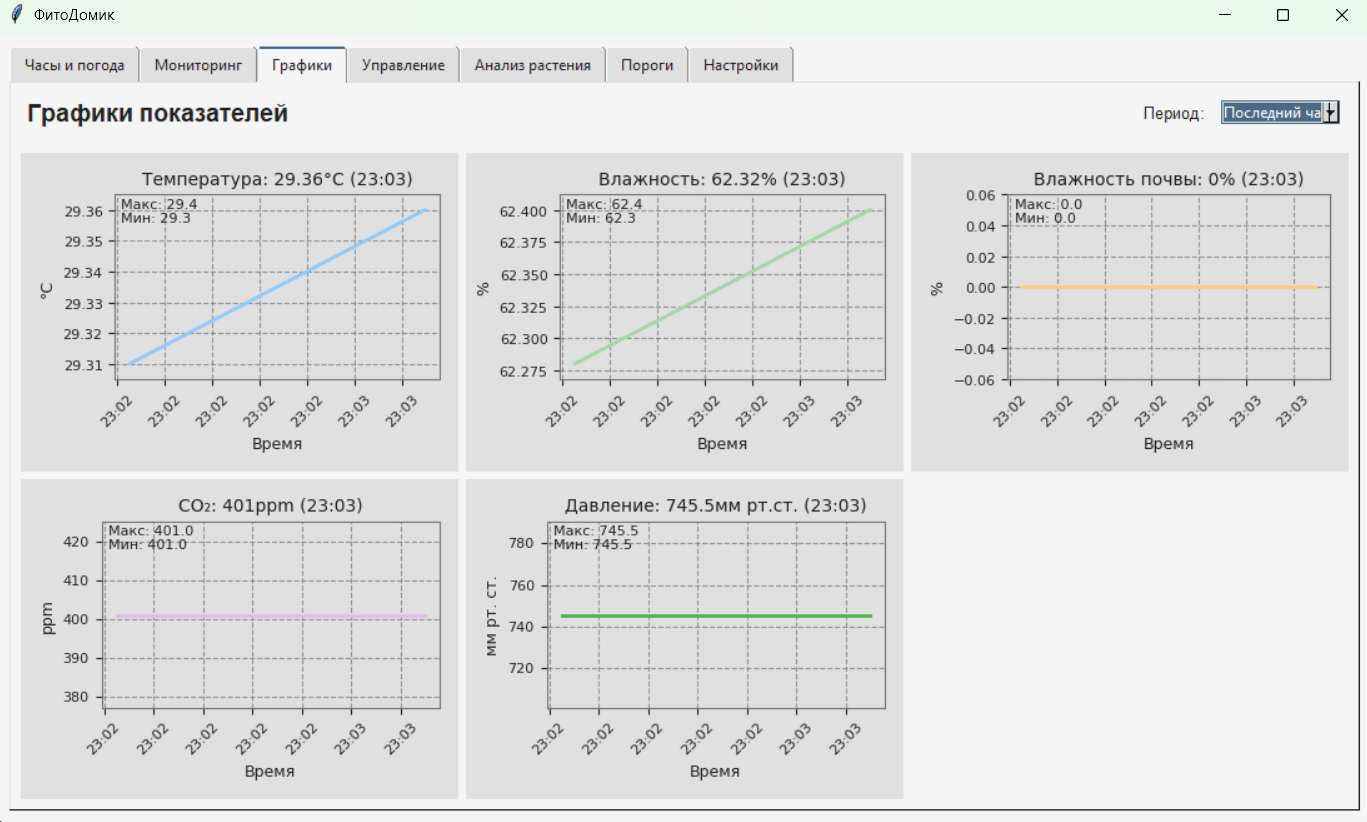 ФитоДомик
Часы и погода
Мониторинг
Графики
Управление
Анализ растения
Пороги
Настройки
Графики показателей
Период:
Последний ча
Температура: 29.36°C (23:03)
Макс: 29.4
Мин: 29.3
29.36
29.35
29.34
29.33
29.32
29.31
°C
23:02
23:02
23:02
23:02
23:02
23:03
23:03
Время
Влажность: 62.32% (23:03)
Макс: 62.4
Мин: 62.3
62.400
62.375
62.350
62.325
62.300
62.275
%
23:02
23:02
23:02
23:02
23:02
23:03
23:03
Время
Влажность почвы: 0% (23:03)
Макс: 0.0
Мин: 0.0
0.06
0.04
0.02
0.00
−0.02
−0.04
−0.06
%
23:02
23:02
23:02
23:02
23:02
23:03
23:03
Время
CO₂: 401ppm (23:03)
Макс: 401.0
Мин: 401.0
420
410
400
390
380
ppm
23:02
23:02
23:02
23:02
23:02
23:03
23:03
Время
Давление: 745.5мм рт.ст. (23:03)
Макс: 745.5
Мин: 745.5
780
760
740
720
мм рт. ст.
23:02
23:02
23:02
23:02
23:03
23:03
23:03
Время